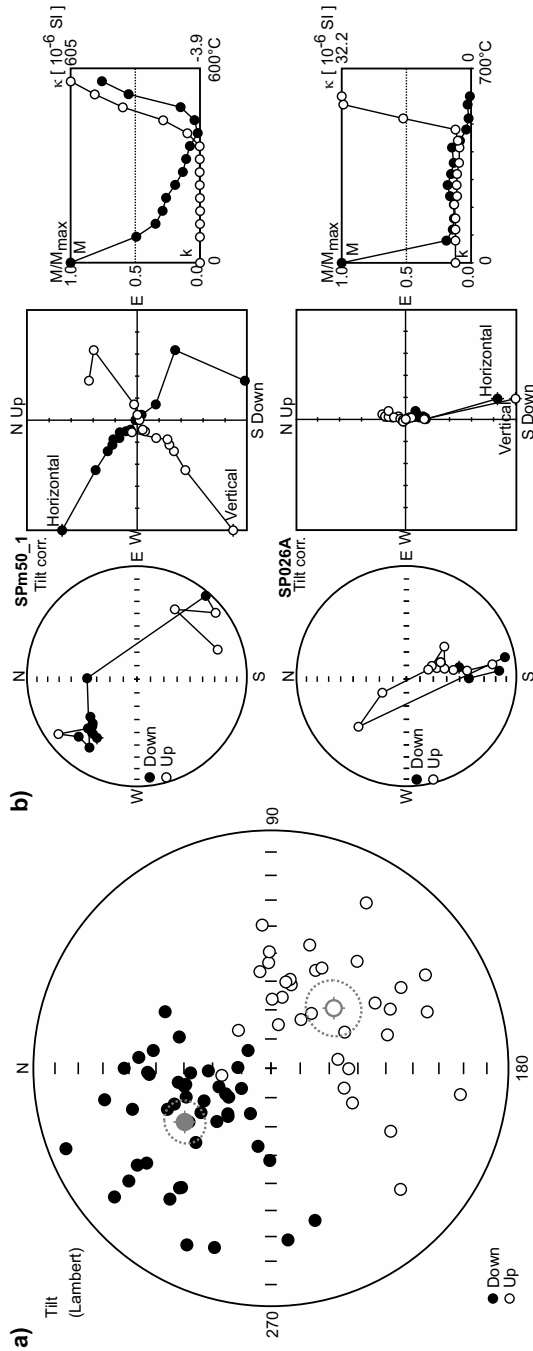 a)
Tilt
(Lambert)
N
90
180
270
Down
Up
b)
SPm50_1
Tilt corr.
N
E
S
W
Down
Up
N Up
E
S Down
W
Horizontal
Vertical
M/Mmax
κ [ 10-6 SI ]
1.0
605
M
0.5
0.0
k
-3.9
0
600°C
SP026A
Tilt corr.
N
E
S
W
Down
Up
N Up
E
S Down
W
Horizontal
Vertical
M/Mmax
κ [ 10-6 SI ]
1.0
32.2
M
0.5
0.0
k
0
0
700°C